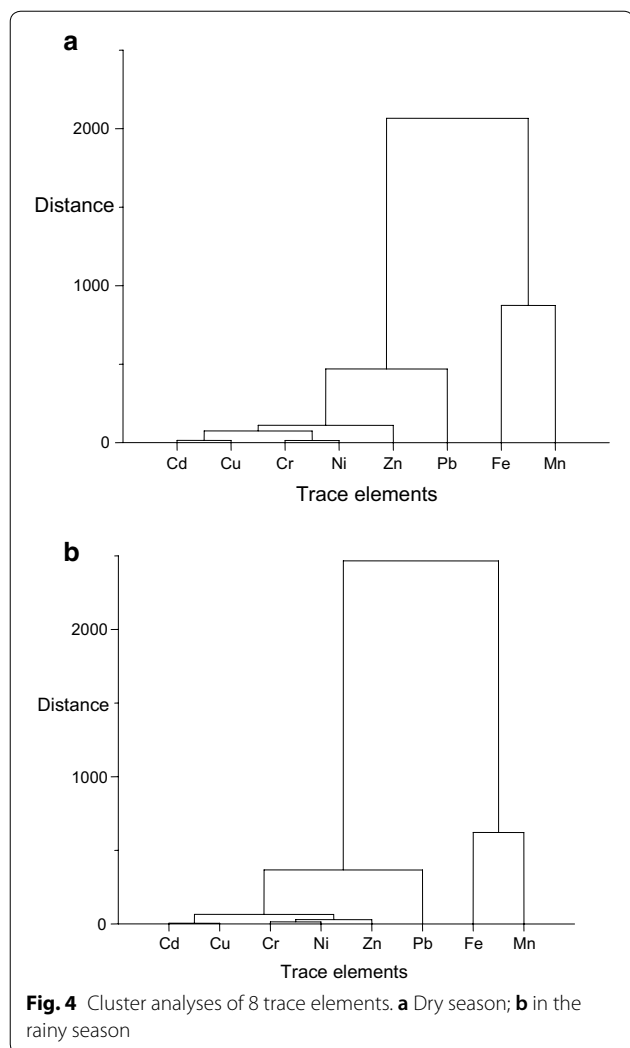 a
2000
Distance
1000
0
Cd Cu Cr Ni Zn Pb Fe Mn
Trace elements
b
2000
Distance
1000
0
Cd Cu Cr Ni Zn Pb Fe Mn
Trace elements
Fig. 4 Cluster analyses of 8 trace elements. a Dry season; b in the
rainy season